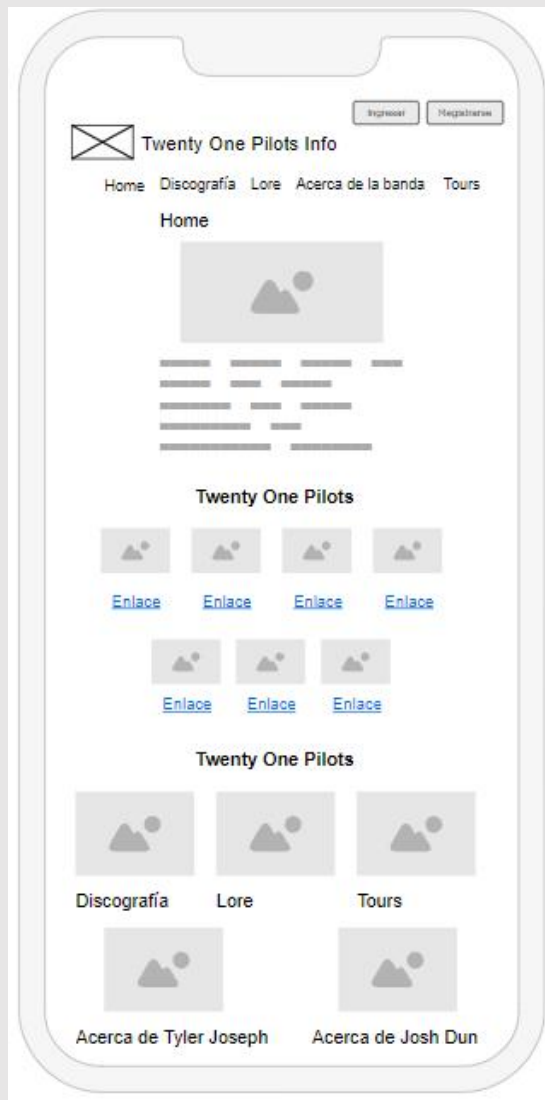 Ingresar Registrarse
Twenty One Pilots Info
Home Discografía Lore Acerca de la banda Tours
Home
Twenty One Pilots
Enlace Enlace Enlace Enlace
Enlace Enlace Enlace
Twenty One Pilots
Discografía Lore Tours
Acerca de Tyler Joseph Acerca de Josh Dun